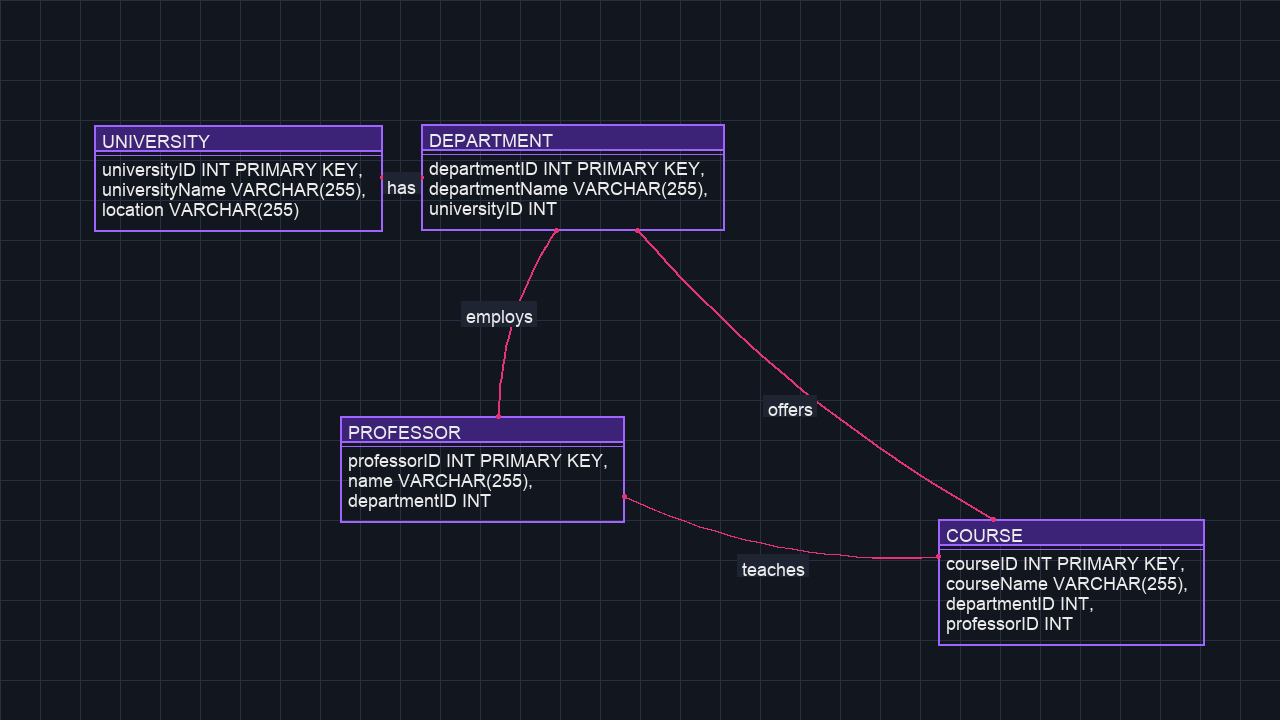 UNIVERSITY
universityID INT PRIMARY KEY,
universityName VARCHAR(255),
location VARCHAR(255)
has
DEPARTMENT
departmentID INT PRIMARY KEY,
departmentName VARCHAR(255),
universityID INT
employs
offers
PROFESSOR
professorID INT PRIMARY KEY,
name VARCHAR(255),
departmentID INT
teaches
COURSE
courseID INT PRIMARY KEY,
courseName VARCHAR(255),
departmentID INT,
professorID INT